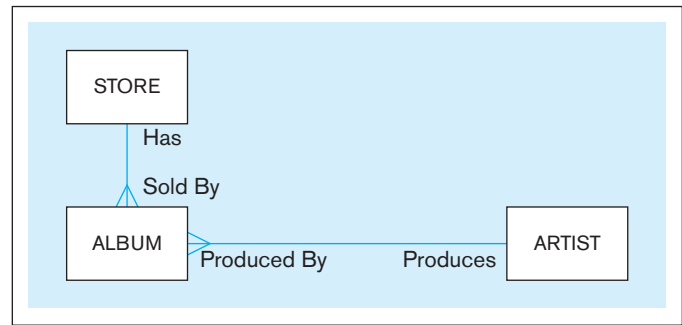 STORE
Has
Sold By
ALBUM
Produced By
Produces
ARTIST